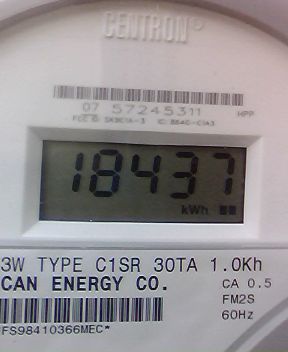 CENTRON®
07 57245311 HPP
18437
kWh
3W TYPE C1SR 30TA 1.0Kh
CAN ENERGY CO. CA 0.5
FM2S
*FS98410366MEC* 60Hz